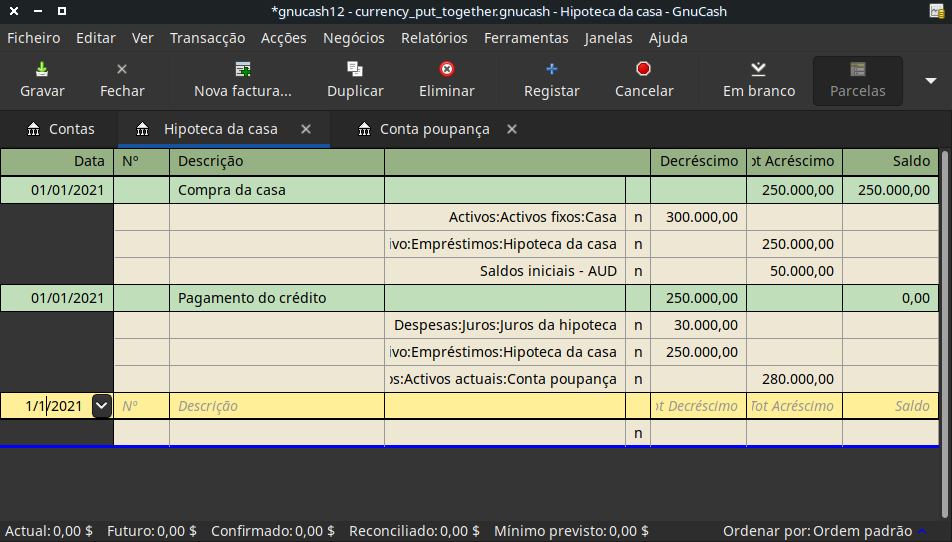 *gnucash12 - currency_put_together.gnucash - Hipoteca da casa - GnuCash
Ficheiro Editar Ver Transacção Acções Negócios Relatórios Ferramentas Janelas Ajuda
Gravar Fechar Nova factura... Duplicar Eliminar Registar Cancelar Em branco Parcelas
Contas Hipoteca da casa Conta poupança
Data Nº Descrição Decréscimo ot Acréscimo Saldo
01/01/2021 Compra da casa 250.000,00 250.000,00
Activos:Activos fixos:Casa n 300.000,00
ivo:Empréstimos:Hipoteca da casa n 250.000,00
Saldos iniciais - AUD n 50.000,00
01/01/2021 Pagamento do crédito 250.000,00 0,00
Despesas:Juros:Juros da hipoteca n 30.000,00
ivo:Empréstimos:Hipoteca da casa n 250.000,00
os:Activos actuais:Conta poupança n 280.000,00
1/1/2021 Nº Descrição ot Decréscimo Tot Acréscimo Saldo
n
Actual: 0,00 $ Futuro: 0,00 $ Confirmado: 0,00 $ Reconciliado: 0,00 $ Mínimo previsto: 0,00 $ Ordenar por: Ordem padrão